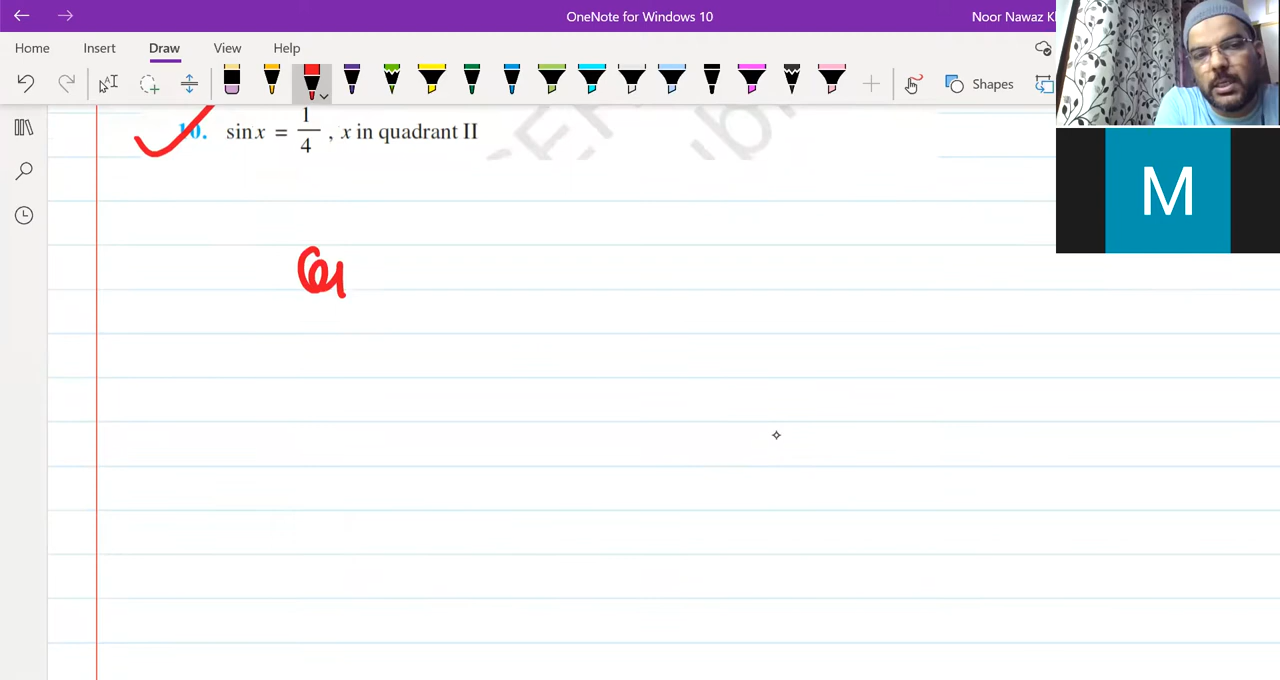 OneNote for Windows 10
Noor Nawaz Kh
Home Insert Draw View Help
Shapes
10. sin x = 1/4 , x in quadrant II
M